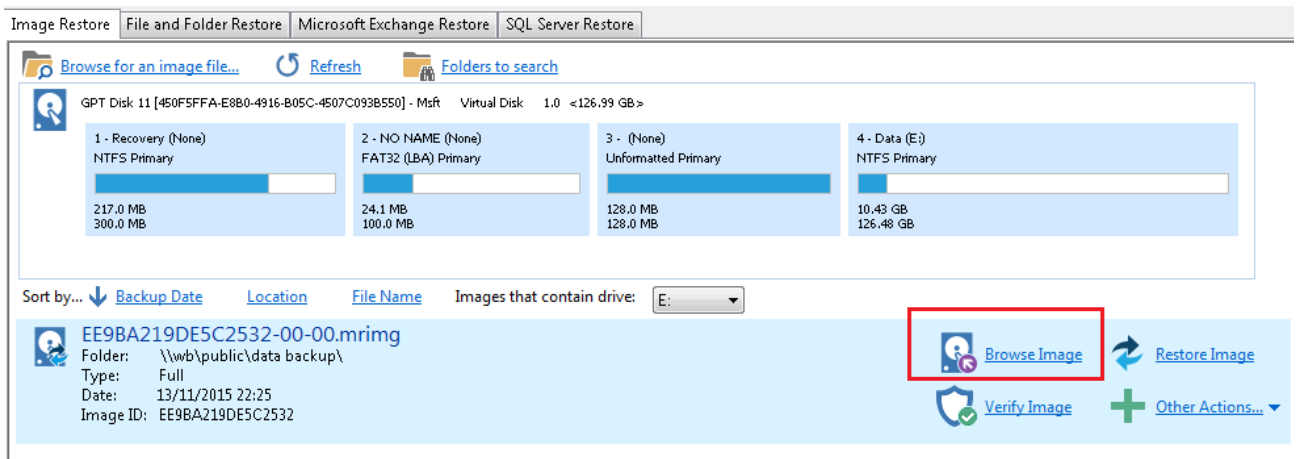 Image Restore File and Folder Restore Microsoft Exchange Restore SQL Server Restore
Browse for an image file... Refresh Folders to search
GPT Disk 11 [450F5FFA-E8B0-4916-B05C-4507C093B550] - Msft Virtual Disk 1.0 <126.99 GB>
1 - Recovery (None) 2 - NO NAME (None) 3 - (None) 4 - Data (E:)
NTFS Primary FAT32 (LBA) Primary Unformatted Primary NTFS Primary
217.0 MB 24.1 MB 128.0 MB 10.43 GB
300.0 MB 100.0 MB 128.0 MB 126.48 GB
Sort by... Backup Date Location File Name Images that contain drive: E:
EE9BA219DE5C2532-00-00.mrimg
Folder: \\wb\public\data backup\ Browse Image Restore Image
Type: Full
Date: 13/11/2015 22:25
Image ID: EE9BA219DE5C2532 Verify Image Other Actions...